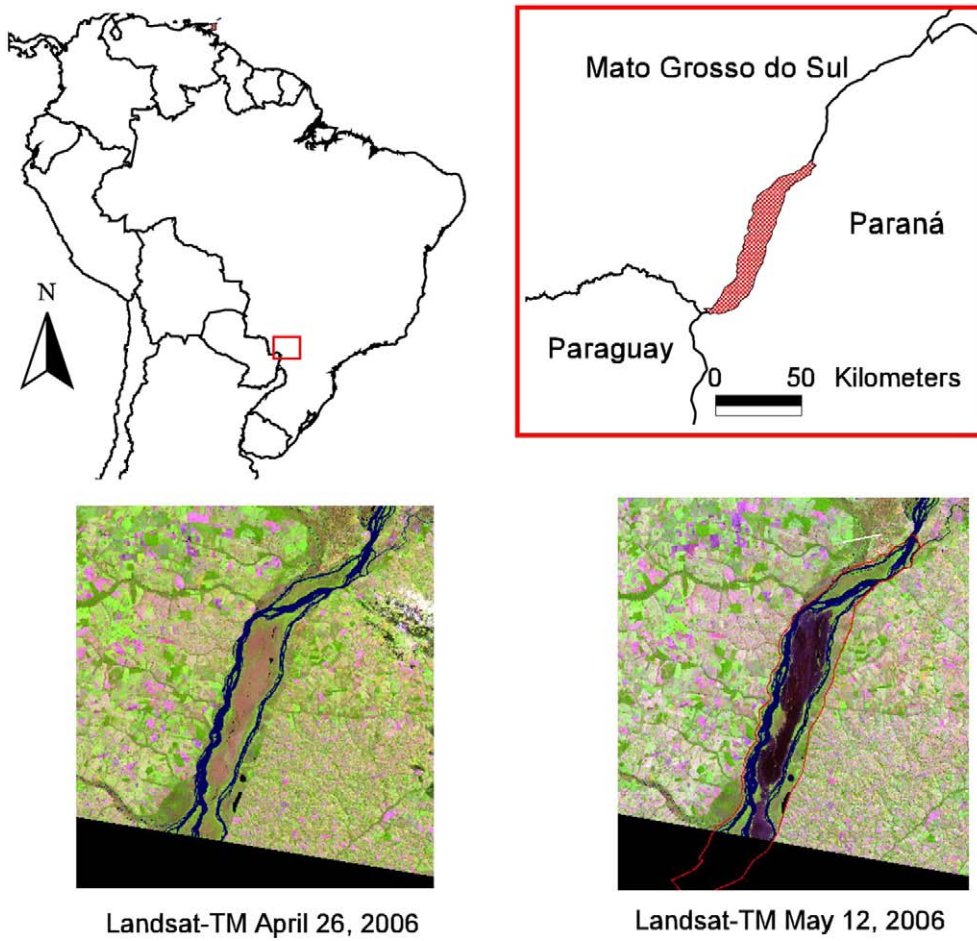 N
Mato Grosso do Sul
Paraná
Paraguay
0 50 Kilometers
Landsat-TM April 26, 2006
Landsat-TM May 12, 2006